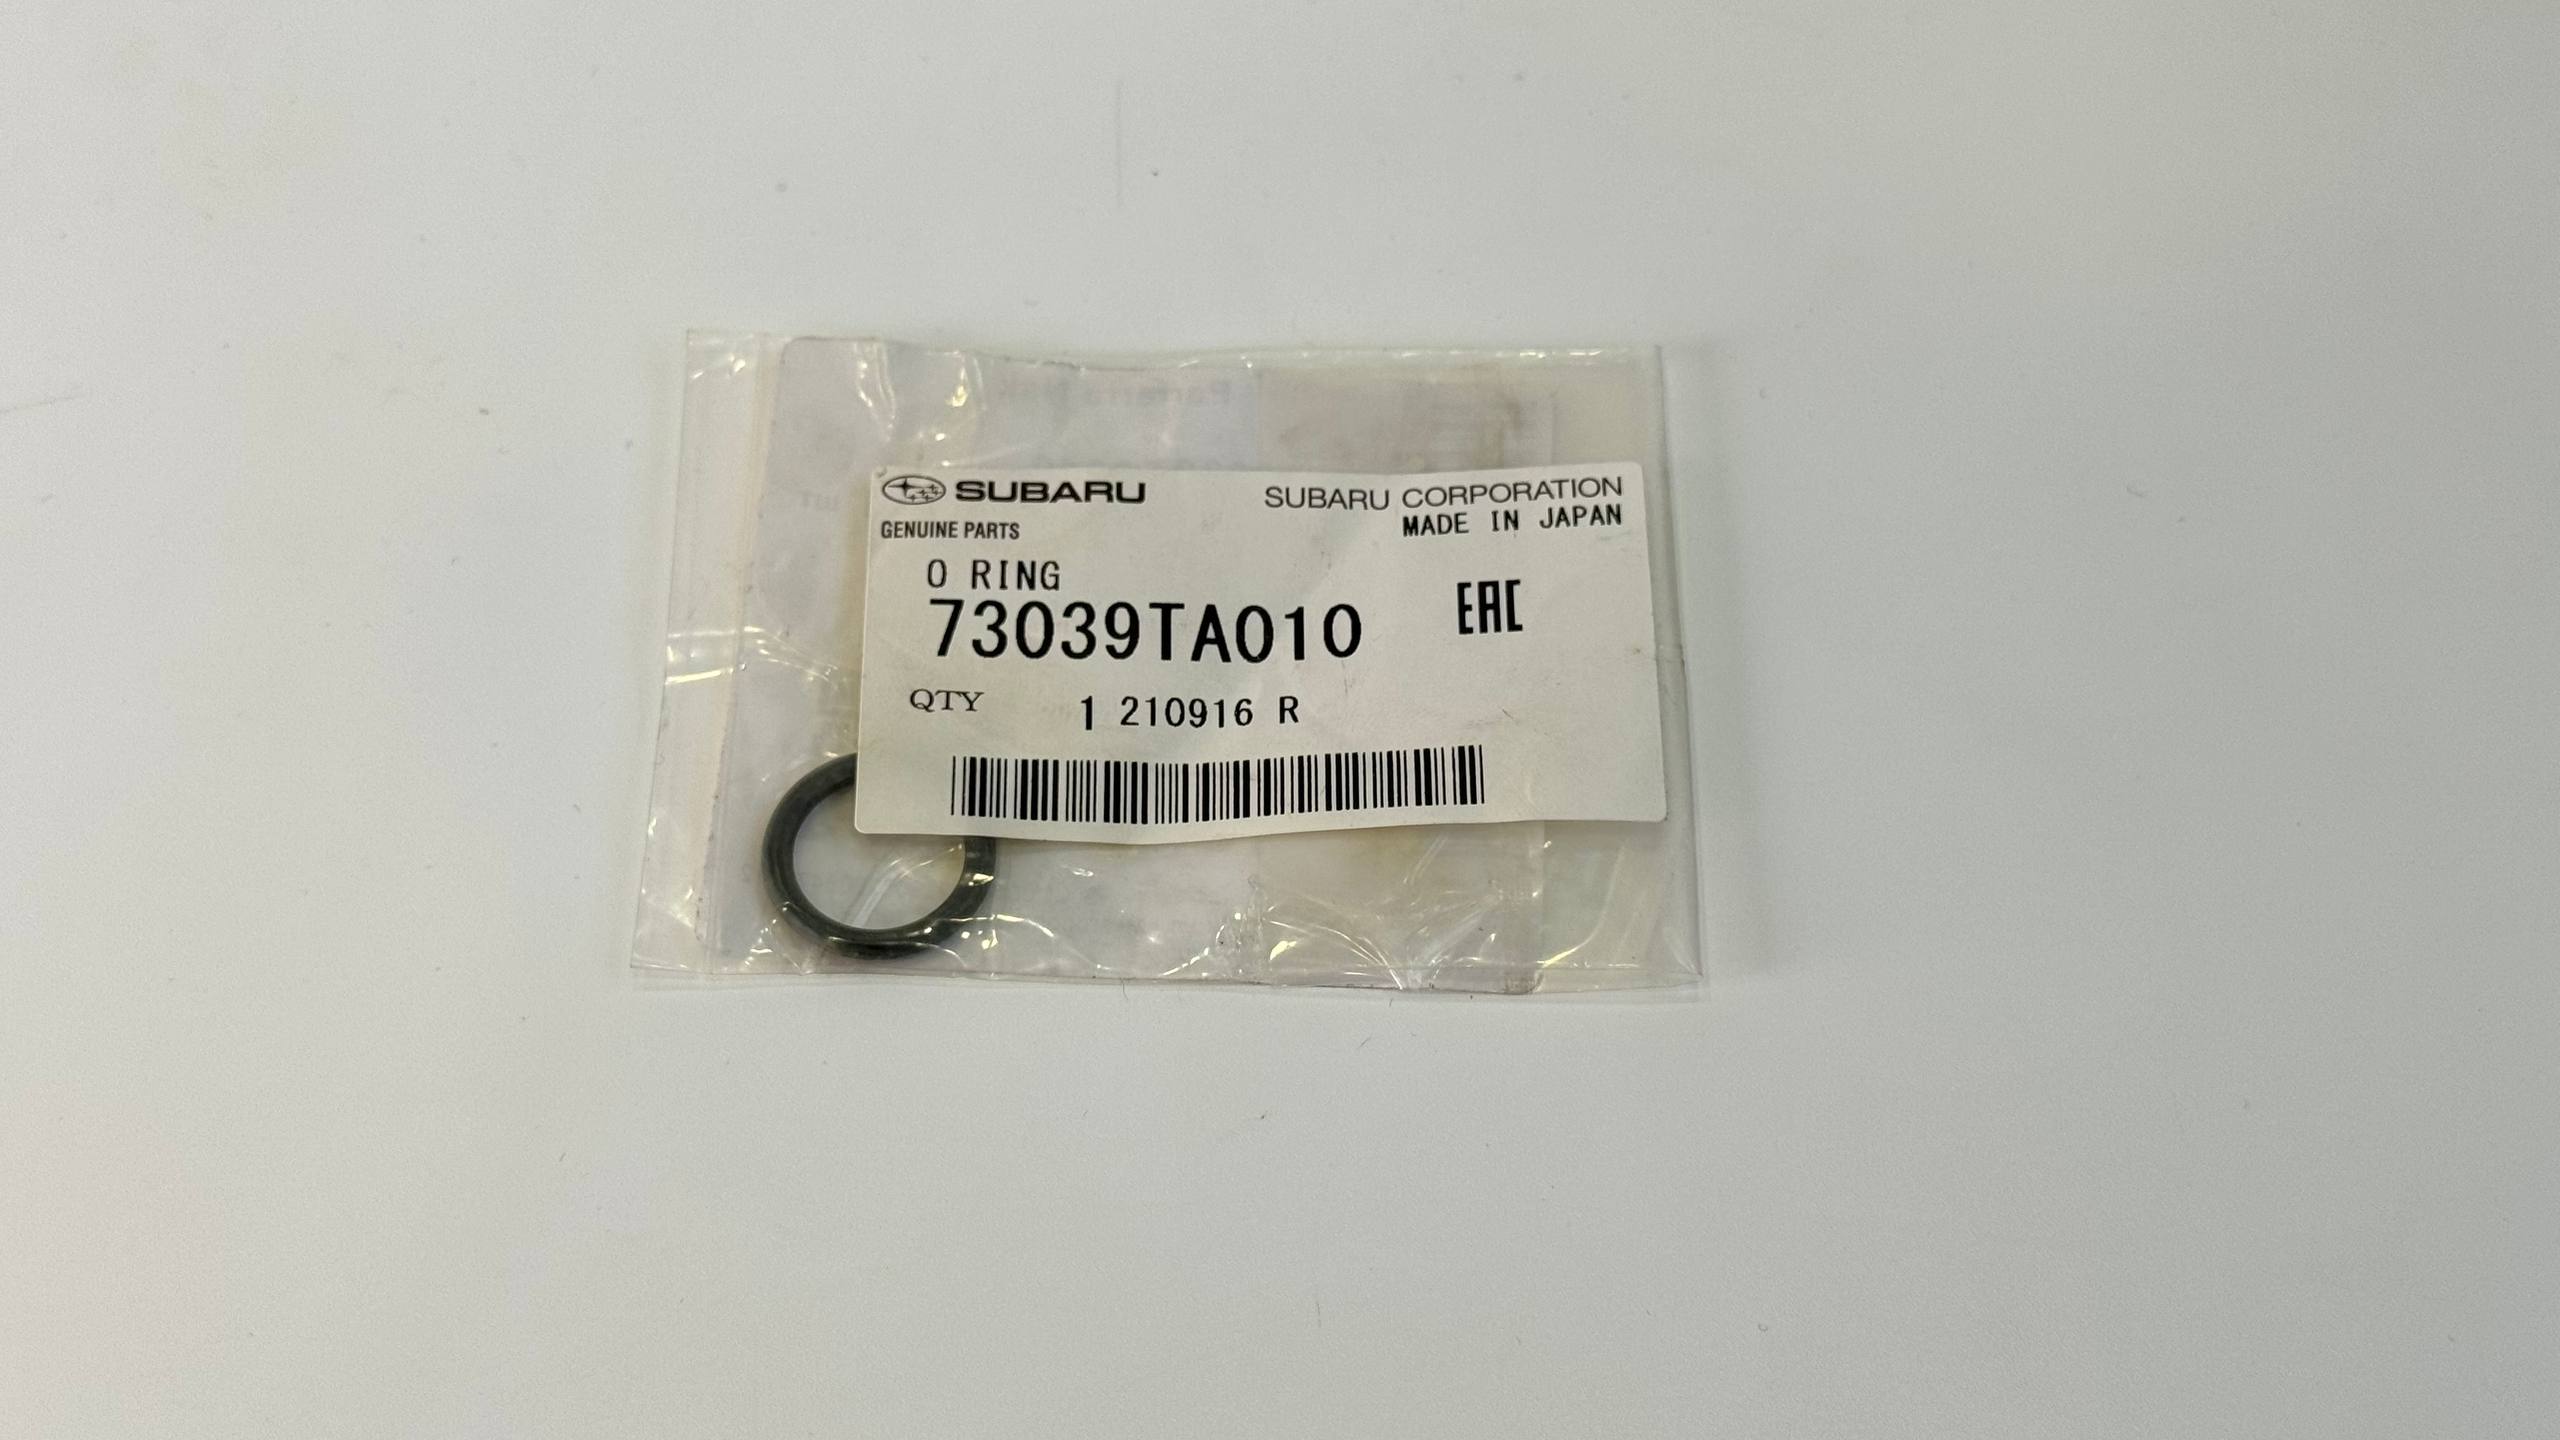 SUBARU
SUBARU CORPORATION
GENUINE PARTS
MADE IN JAPAN
O RING
73039TA010
EAC
QTY 1 210916 R